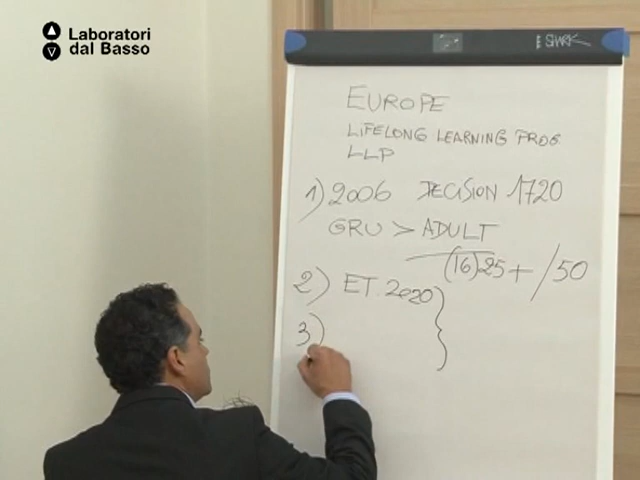 Laboratori
dal Basso
SHARK
EUROPE
LIFELONG LEARNING PROG.
LLP
1) 2006 DECISION 1720
GRU > ADULT
(16) 25 + /50
2) ET 2020
3)